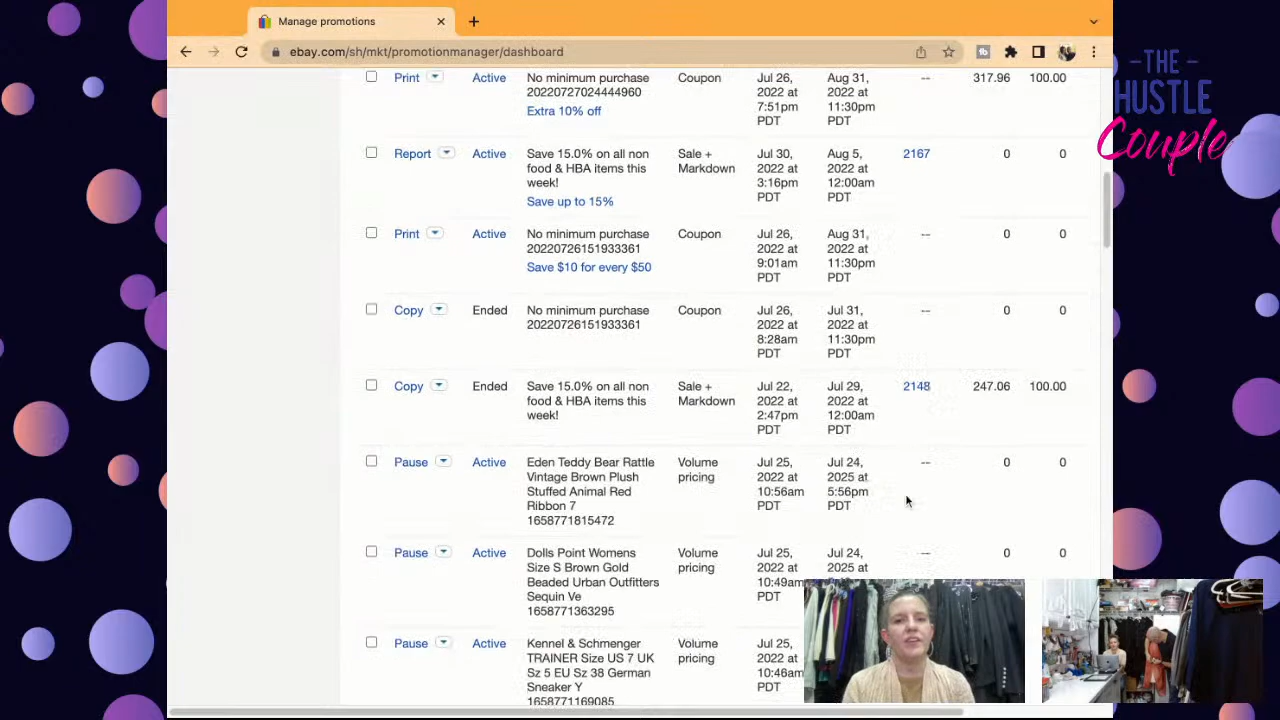 Manage promotions
ebay.com/sh/mkt/promotionmanager/dashboard
tb
-THE-
HUSTLE
Couple
Print Active No minimum purchase Coupon Jul 26, Aug 31, -- 317.96 100.00
20220727024444960 2022 at 2022 at
Extra 10% off 7:51pm 11:30pm
PDT PDT
Report Active Save 15.0% on all non Sale + Jul 30, Aug 5, 2167 0 0
food & HBA items this Markdown 2022 at 2022 at
week! 3:16pm 12:00am
Save up to 15% PDT PDT
Print Active No minimum purchase Coupon Jul 26, Aug 31, -- 0 0
20220726151933361 2022 at 2022 at
Save $10 for every $50 9:01am 11:30pm
PDT PDT
Copy Ended No minimum purchase Coupon Jul 26, Jul 31, -- 0 0
20220726151933361 2022 at 2022 at
8:28am 11:30pm
PDT PDT
Copy Ended Save 15.0% on all non Sale + Jul 22, Jul 29, 2148 247.06 100.00
food & HBA items this Markdown 2022 at 2022 at
week! 2:47pm 12:00am
PDT PDT
Pause Active Eden Teddy Bear Rattle Volume Jul 25, Jul 24, -- 0 0
Vintage Brown Plush pricing 2022 at 2025 at
Stuffed Animal Red 10:56am 5:56pm
Ribbon 7 PDT PDT
1658771815472
Pause Active Dolls Point Womens Volume Jul 25, Jul 24, -- 0 0
Size S Brown Gold pricing 2022 at 2025 at
Beaded Urban Outfitters 10:49am
Sequin Ve PDT
1658771363295
Pause Active Kennel & Schmenger Volume Jul 25,
TRAINER Size US 7 UK pricing 2022 at
Sz 5 EU Sz 38 German 10:46am
Sneaker Y PDT
1658771169085